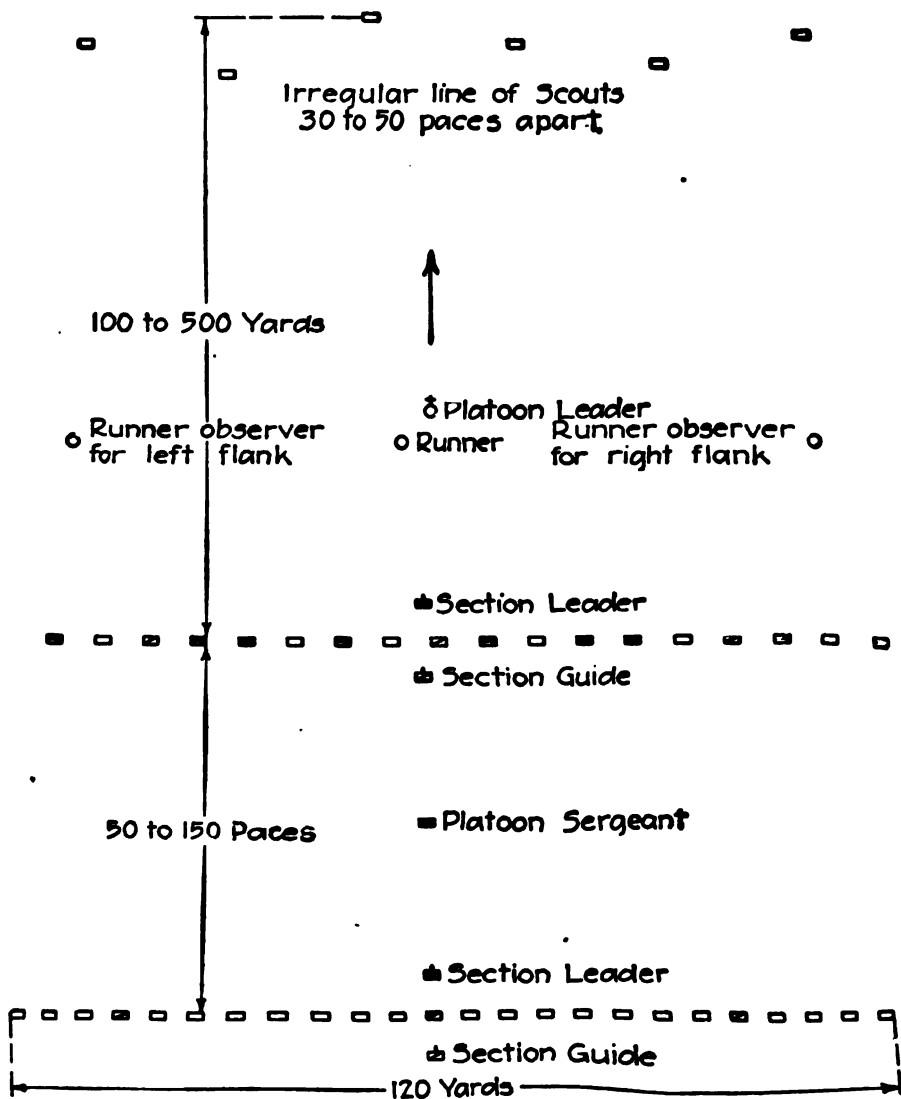 Irregular line of Scouts
30 to 50 paces apart.
100 to 500 Yards
Platoon Leader
Runner observer
for left flank
Runner
Runner observer
for right flank
Section Leader
Section Guide
50 to 150 Paces
Platoon Sergeant
Section Leader
Section Guide
120 Yards